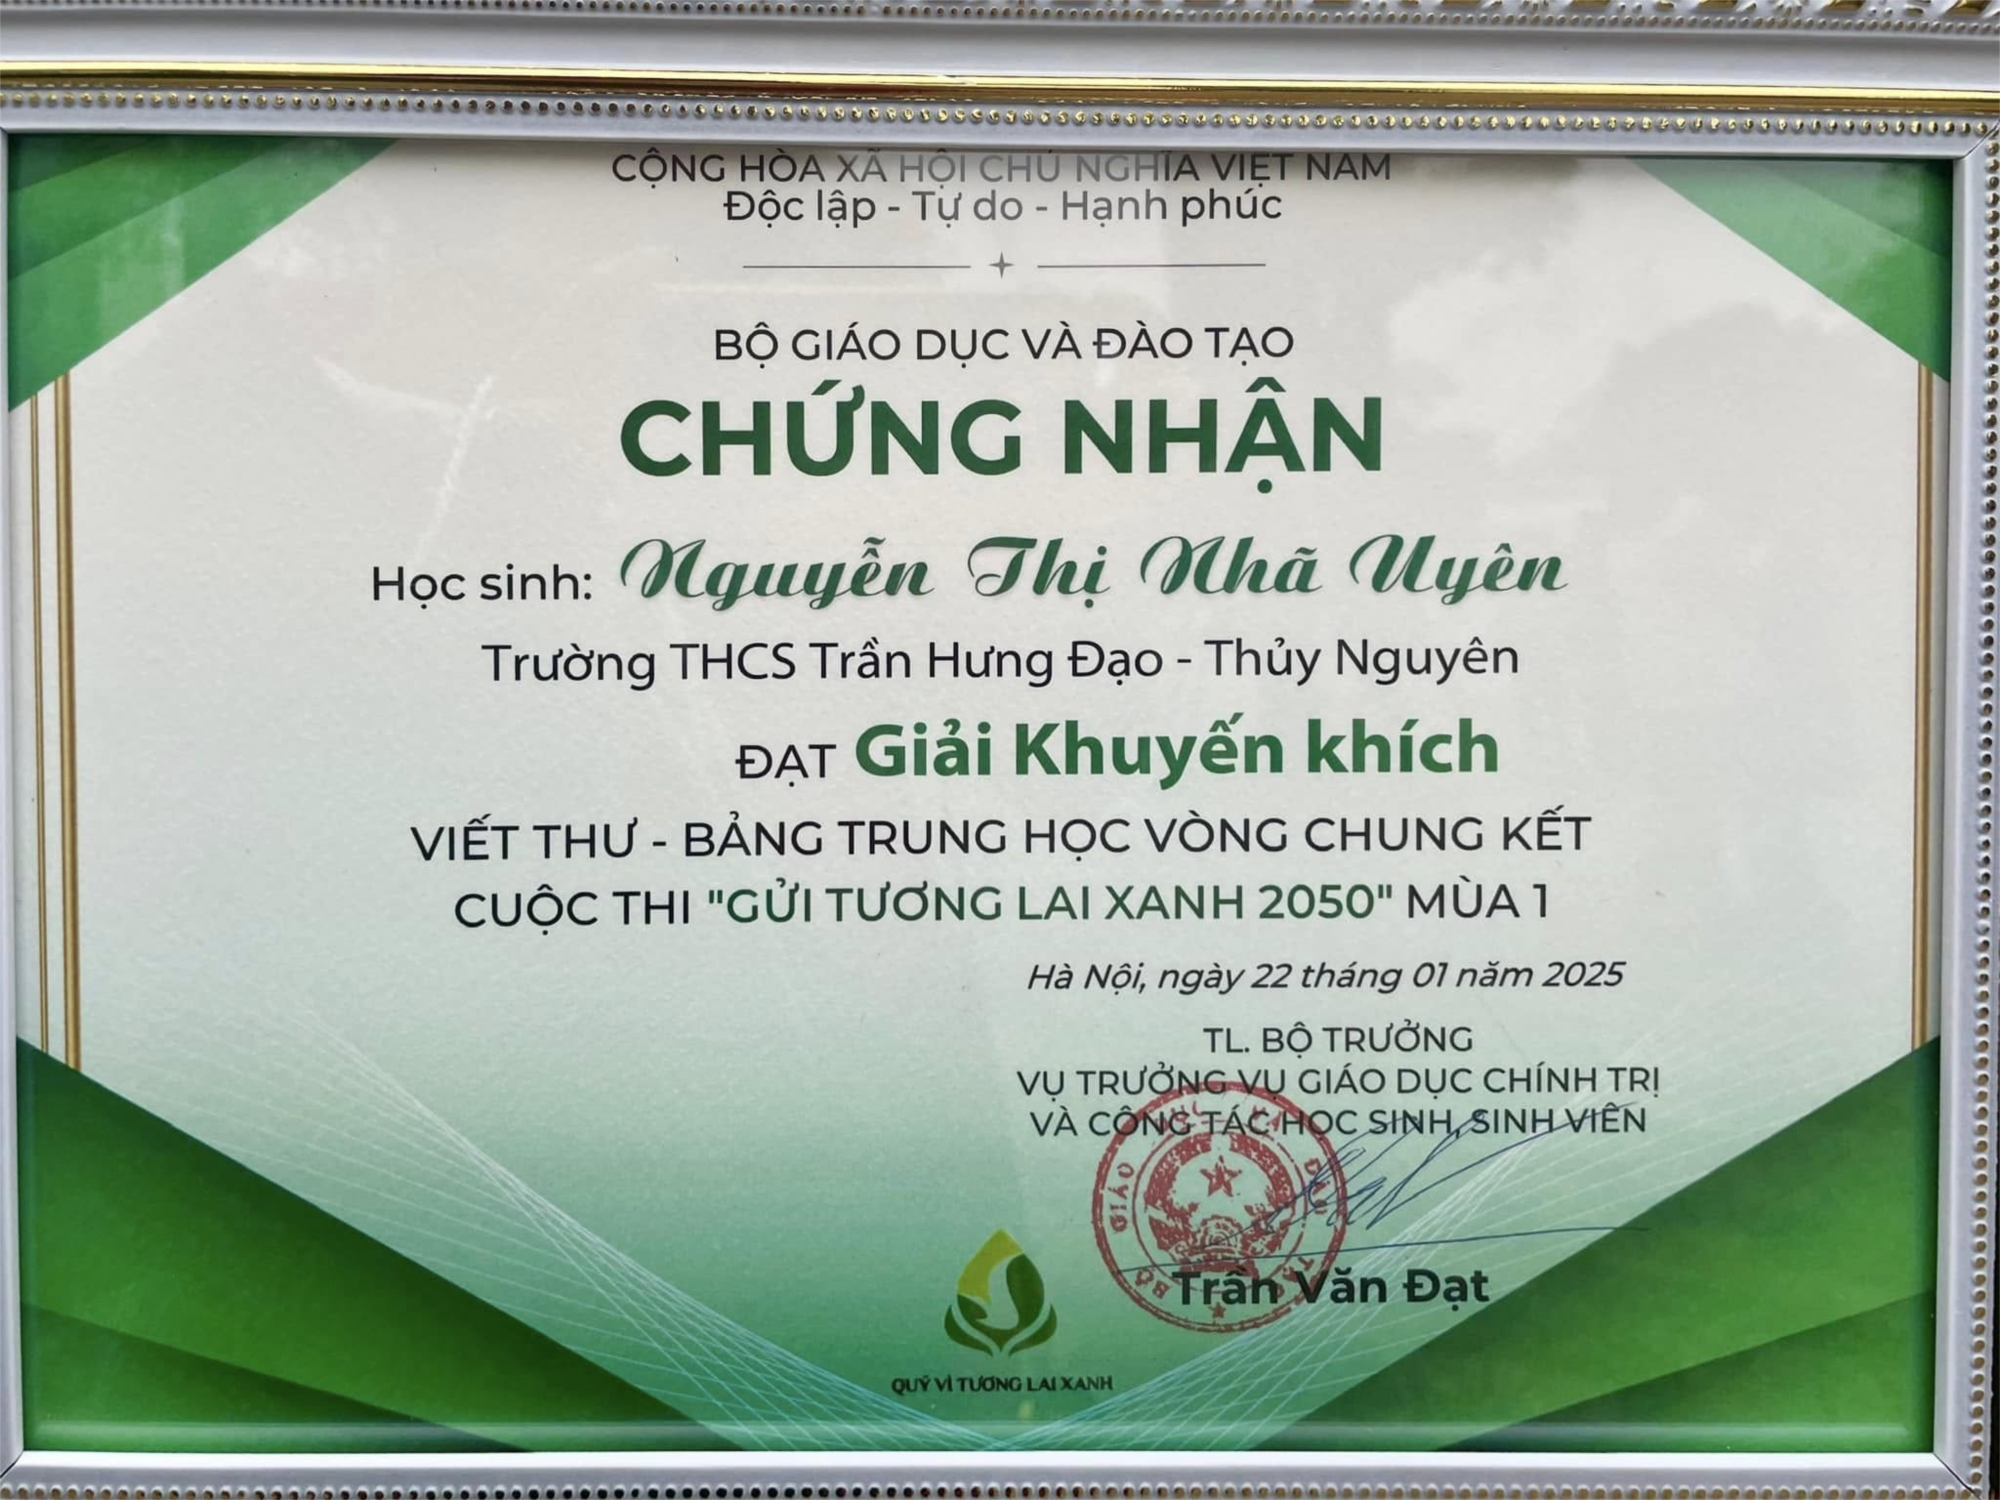 CỘNG HÒA XÃ HỘI CHỦ NGHĨA VIỆT NAM
Độc lập - Tự do - Hạnh phúc
BỘ GIÁO DỤC VÀ ĐÀO TẠO
CHỨNG NHẬN
Học sinh: Nguyễn Thị Nhã Uyên
Trường THCS Trần Hưng Đạo - Thủy Nguyên
ĐẠT Giải Khuyến khích
VIẾT THƯ - BẢNG TRUNG HỌC VÒNG CHUNG KẾT
CUỘC THI "GỬI TƯƠNG LAI XANH 2050" MÙA 1
Hà Nội, ngày 22 tháng 01 năm 2025
TL. BỘ TRƯỞNG
VỤ TRƯỞNG VỤ GIÁO DỤC CHÍNH TRỊ
VÀ CÔNG TÁC HỌC SINH, SINH VIÊN
BỘ GIÁO
Trần Văn Đạt
QUỸ VÌ TƯƠNG LAI XANH